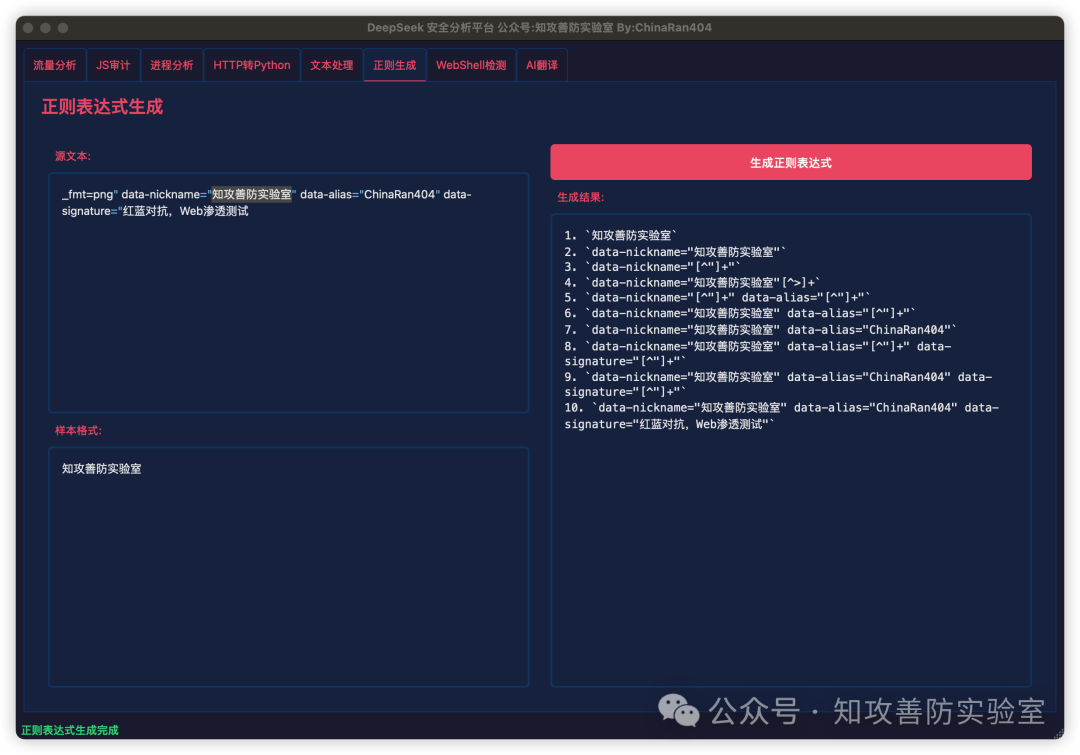 DeepSeek 安全分析平台 公众号:知攻善防实验室 By:ChinaRan404
流量分析 JS审计 进程分析 HTTP转Python 文本处理 正则生成 WebShell检测 AI翻译
正则表达式生成
源文本:
_fmt=png" data-nickname="知攻善防实验室" data-alias="ChinaRan404" data-
signature="红蓝对抗，Web渗透测试
样本格式:
知攻善防实验室
生成正则表达式
生成结果:
1. `知攻善防实验室`
2. `data-nickname="知攻善防实验室"`
3. `data-nickname="[^"]+"`
4. `data-nickname="知攻善防实验室"[^>]+`
5. `data-nickname="[^"]+" data-alias="[^"]+"`
6. `data-nickname="知攻善防实验室" data-alias="[^"]+"`
7. `data-nickname="知攻善防实验室" data-alias="ChinaRan404"`
8. `data-nickname="知攻善防实验室" data-alias="[^"]+" data-
signature="[^"]+"`
9. `data-nickname="知攻善防实验室" data-alias="ChinaRan404" data-
signature="[^"]+"`
10. `data-nickname="知攻善防实验室" data-alias="ChinaRan404" data-
signature="红蓝对抗，Web渗透测试"`
公众号 · 知攻善防实验室
正则表达式生成完成